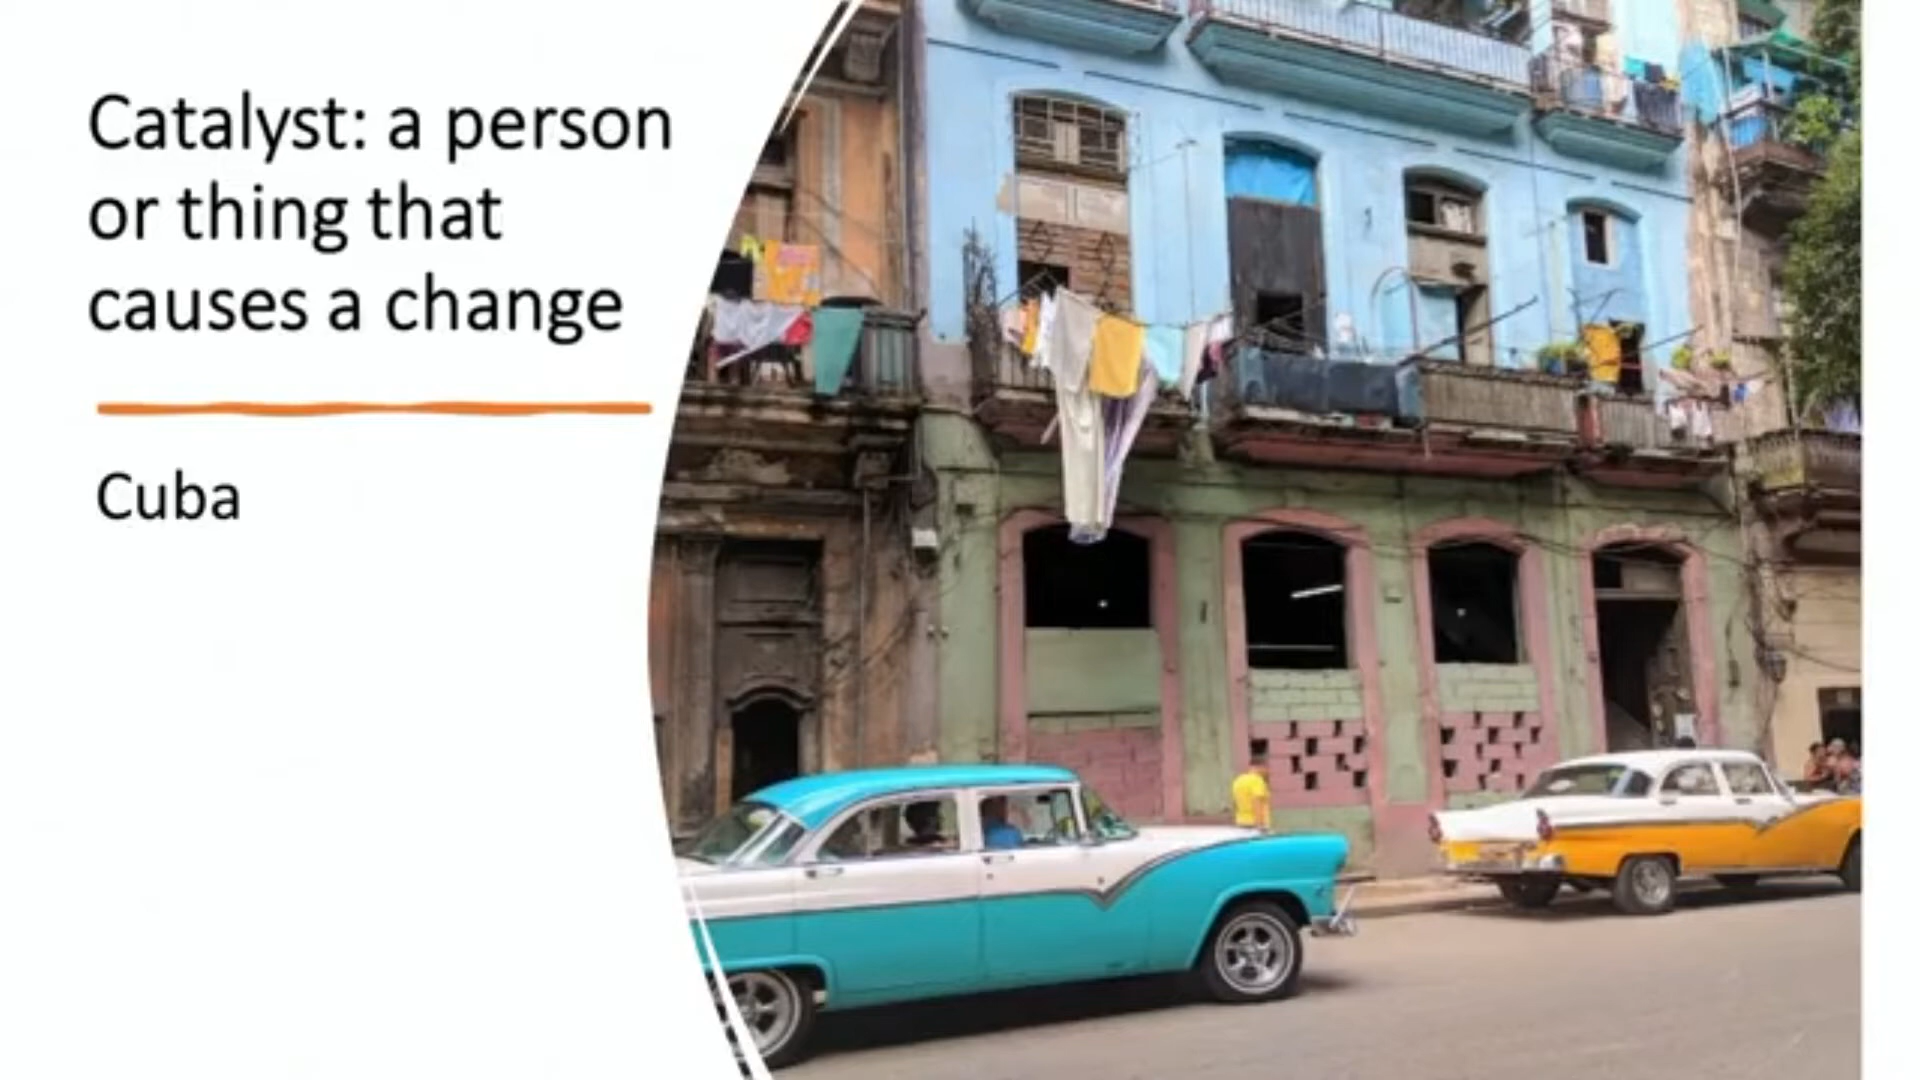 Catalyst: a person
or thing that
causes a change
Cuba